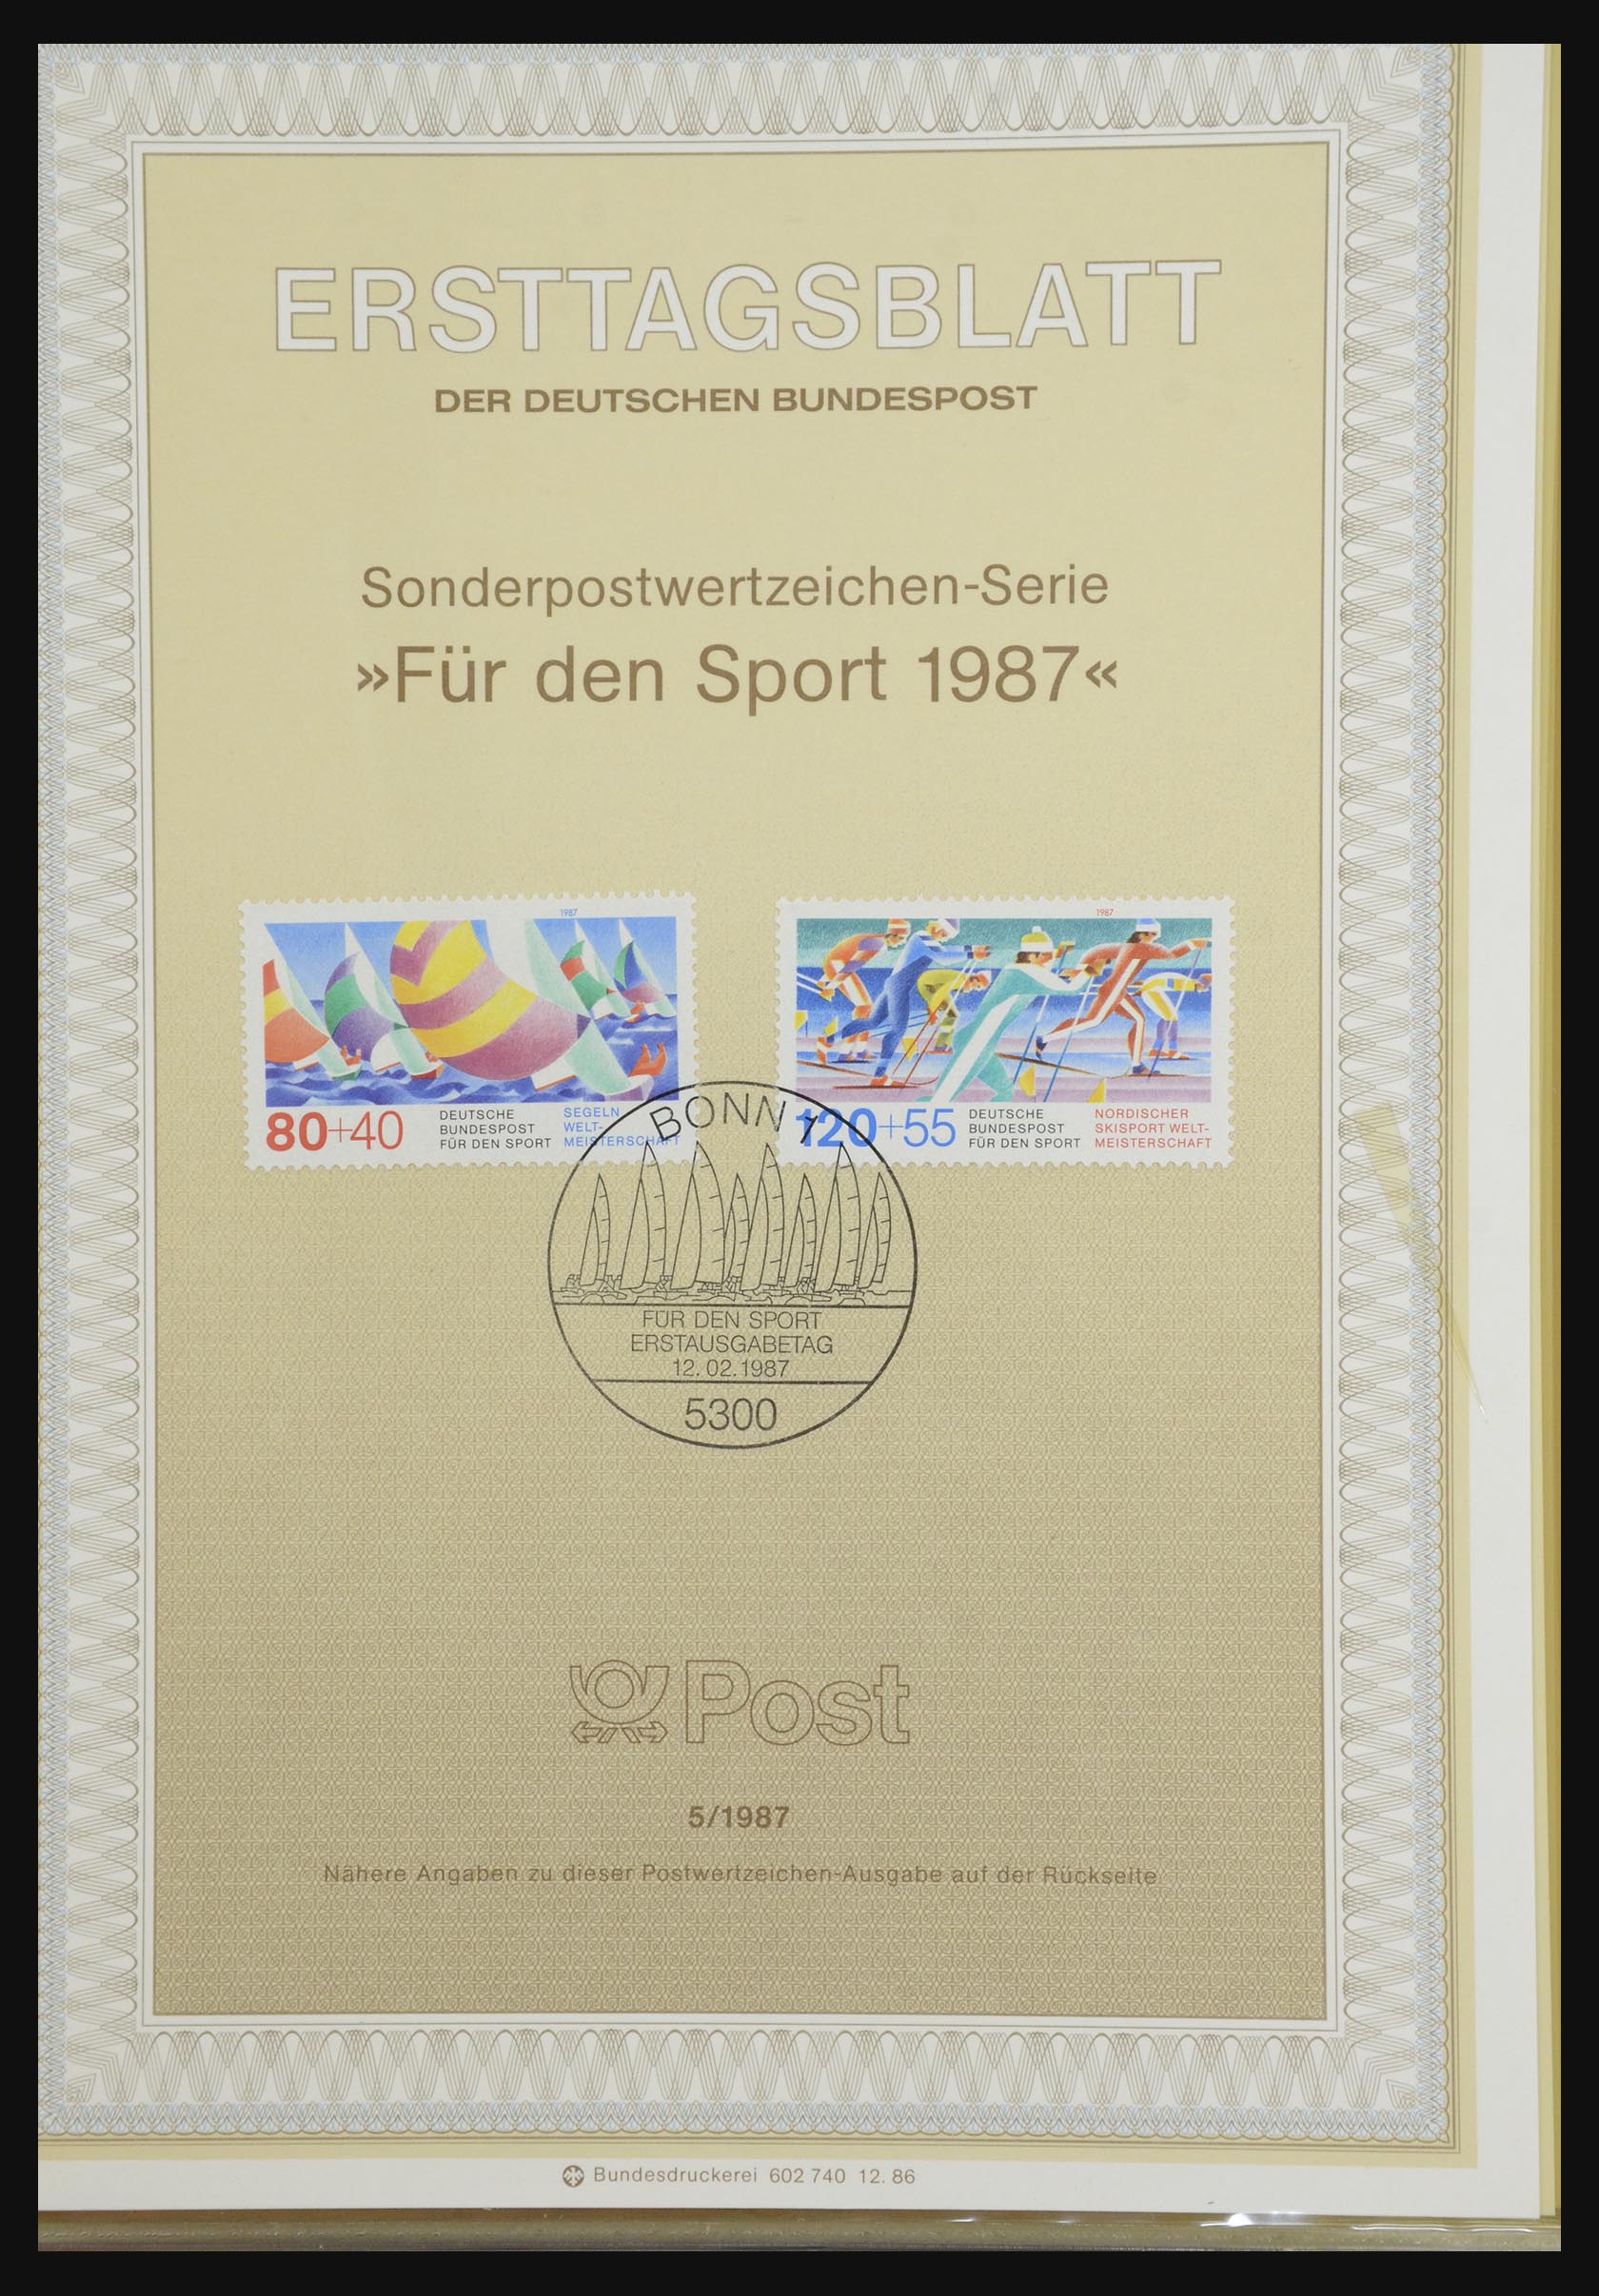 ERSTTAGSBLATT
DER DEUTSCHEN BUNDESPOST
Sonderpostwertzeichen-Serie
»Für den Sport 1987«
1987
80+40
DEUTSCHE
BUNDESPOST
FÜR DEN SPORT
SEGELN
WELT-
MEISTERSCHAFT
1987
120+55
DEUTSCHE
BUNDESPOST
FÜR DEN SPORT
NORDISCHER
SKISPORT WELT-
MEISTERSCHAFT
BONN 1
FÜR DEN SPORT
ERSTAUSGABETAG
12.02.1987
5300
Post
5/1987
Nähere Angaben zu dieser Postwertzeichen-Ausgabe auf der Rückseite
Bundesdruckerei 602 740 12. 86